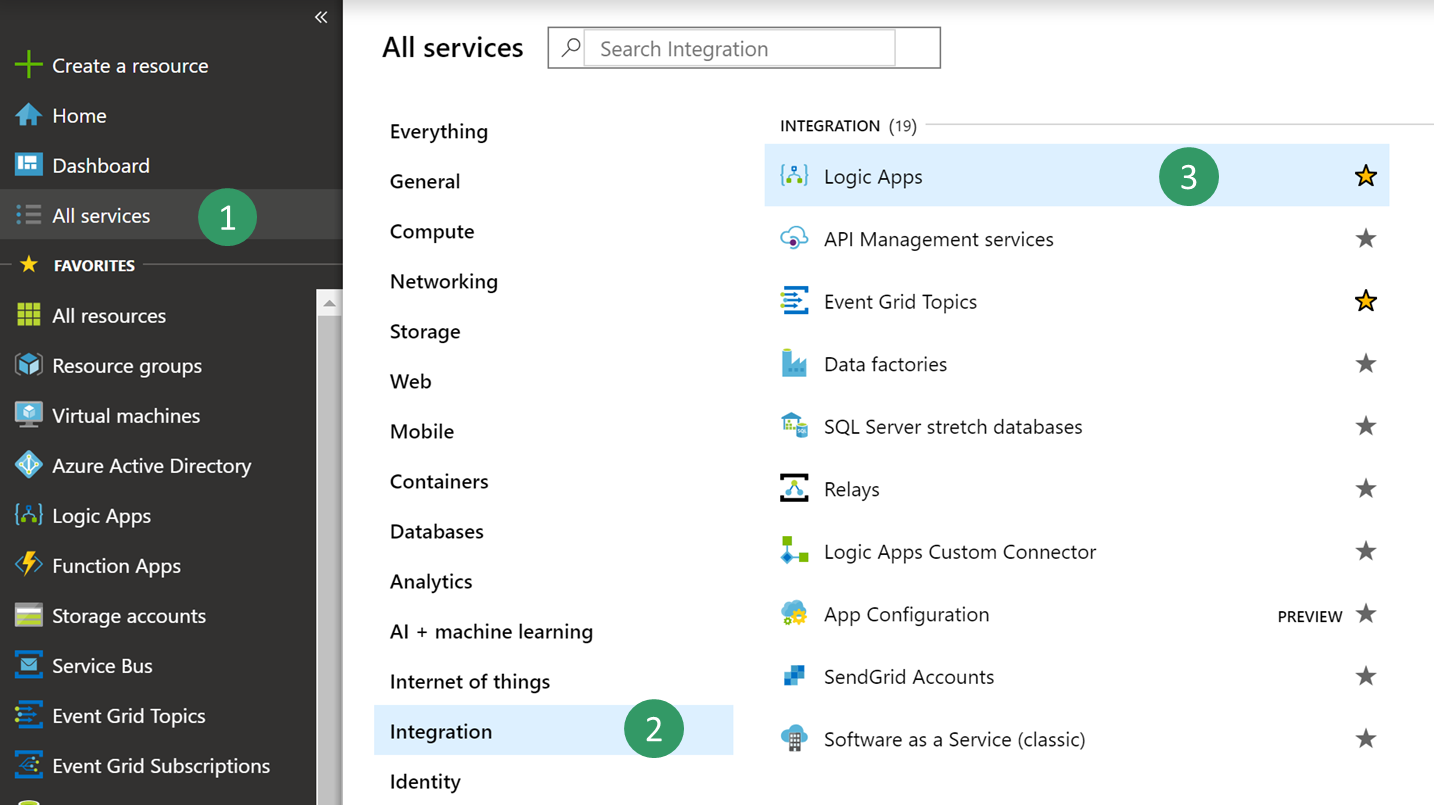 «
Create a resource
Home
Dashboard
All services
1
FAVORITES
All resources
Resource groups
Virtual machines
Azure Active Directory
Logic Apps
Function Apps
Storage accounts
Service Bus
Event Grid Topics
Event Grid Subscriptions
All services
Search Integration
Everything
General
Compute
Networking
Storage
Web
Mobile
Containers
Databases
Analytics
AI + machine learning
Internet of things
Integration
2
Identity
INTEGRATION (19)
Logic Apps
3
API Management services
Event Grid Topics
Data factories
SQL Server stretch databases
Relays
Logic Apps Custom Connector
App Configuration PREVIEW
SendGrid Accounts
Software as a Service (classic)